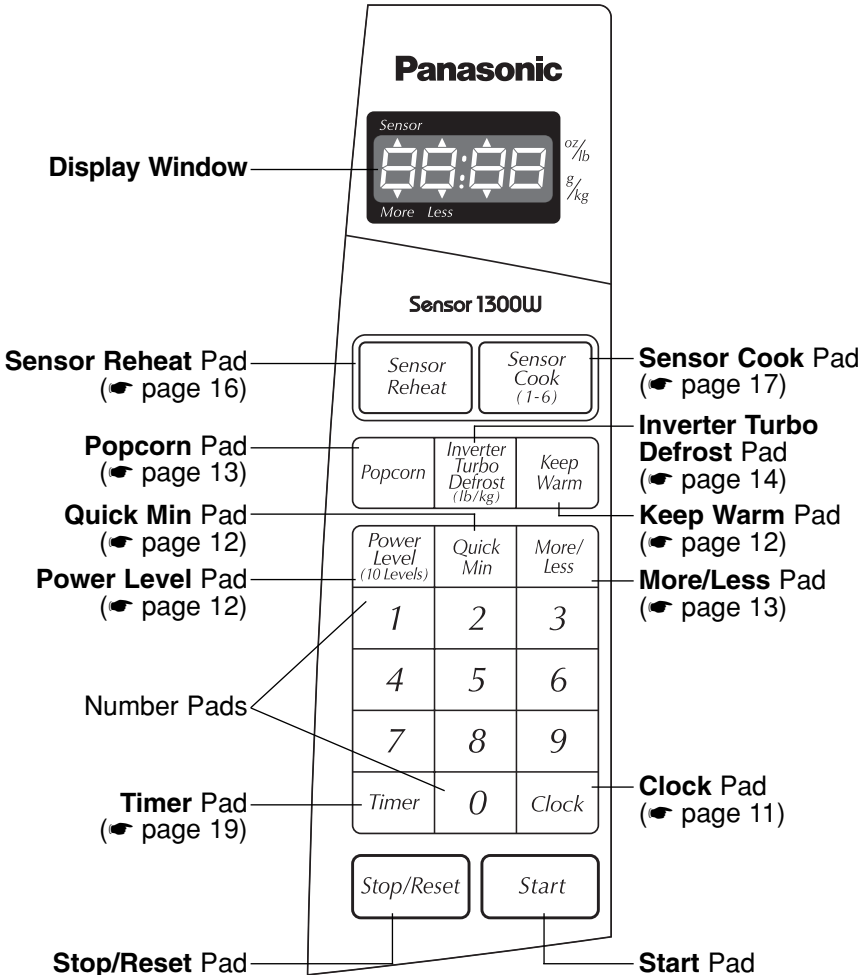 Panasonic
Sensor
88:88
oz/lb
g/kg
More Less
Display Window
Sensor 1300W
Sensor Reheat Pad
(☛ page 16)
Sensor
Reheat
Sensor
Cook
(1-6)
Sensor Cook Pad
(☛ page 17)
Popcorn Pad
(☛ page 13)
Popcorn
Inverter
Turbo
Defrost
(lb/kg)
Keep
Warm
Inverter Turbo
Defrost Pad
(☛ page 14)
Quick Min Pad
(☛ page 12)
Keep Warm Pad
(☛ page 12)
Power Level Pad
(☛ page 12)
Power
Level
(10 Levels)
Quick
Min
More/
Less
More/Less Pad
(☛ page 13)
1 2 3
4 5 6
Number Pads
7 8 9
Timer Pad
(☛ page 19)
Timer 0 Clock
Clock Pad
(☛ page 11)
Stop/Reset Start
Stop/Reset Pad
Start Pad